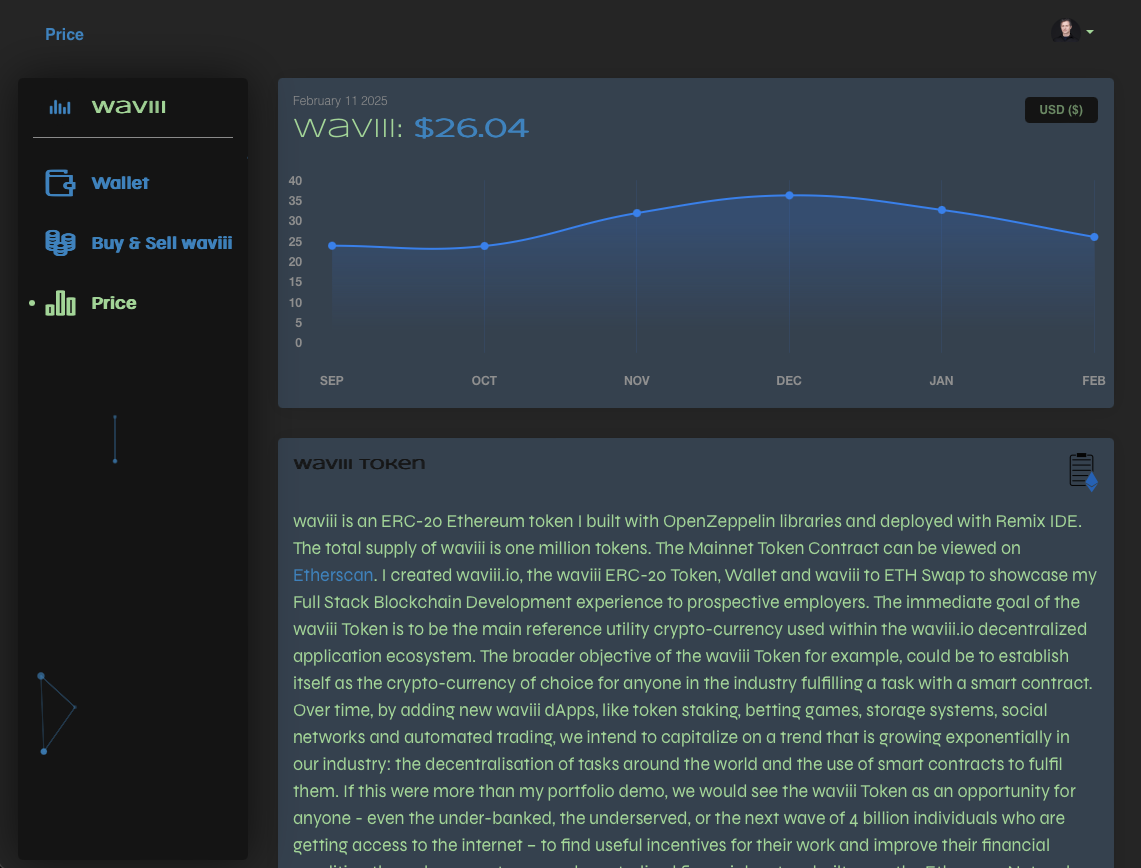 Price
waviii
Wallet
Buy & Sell waviii
Price
February 11 2025
waviii: $26.04
USD ($)
40
35
30
25
20
15
10
5
0
SEP OCT NOV DEC JAN FEB
waviii Token
waviii is an ERC-20 Ethereum token I built with OpenZeppelin libraries and deployed with Remix IDE.
The total supply of waviii is one million tokens. The Mainnet Token Contract can be viewed on
Etherscan. I created waviii.io, the waviii ERC-20 Token, Wallet and waviii to ETH Swap to showcase my
Full Stack Blockchain Development experience to prospective employers. The immediate goal of the
waviii Token is to be the main reference utility crypto-currency used within the waviii.io decentralized
application ecosystem. The broader objective of the waviii Token for example, could be to establish
itself as the crypto-currency of choice for anyone in the industry fulfilling a task with a smart contract.
Over time, by adding new waviii dApps, like token staking, betting games, storage systems, social
networks and automated trading, we intend to capitalize on a trend that is growing exponentially in
our industry: the decentralisation of tasks around the world and the use of smart contracts to fulfil
them. If this were more than my portfolio demo, we would see the waviii Token as an opportunity for
anyone - even the under-banked, the underserved, or the next wave of 4 billion individuals who are
getting access to the internet – to find useful incentives for their work and improve their financial